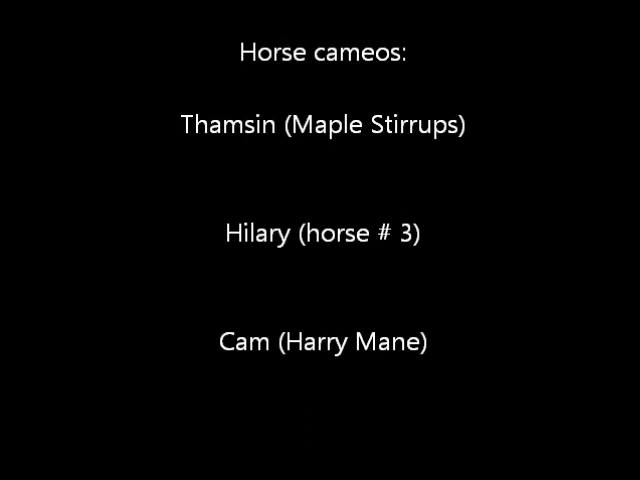 Horse cameos:
Thamsin (Maple Stirrups)
Hilary (horse # 3)
Cam (Harry Mane)